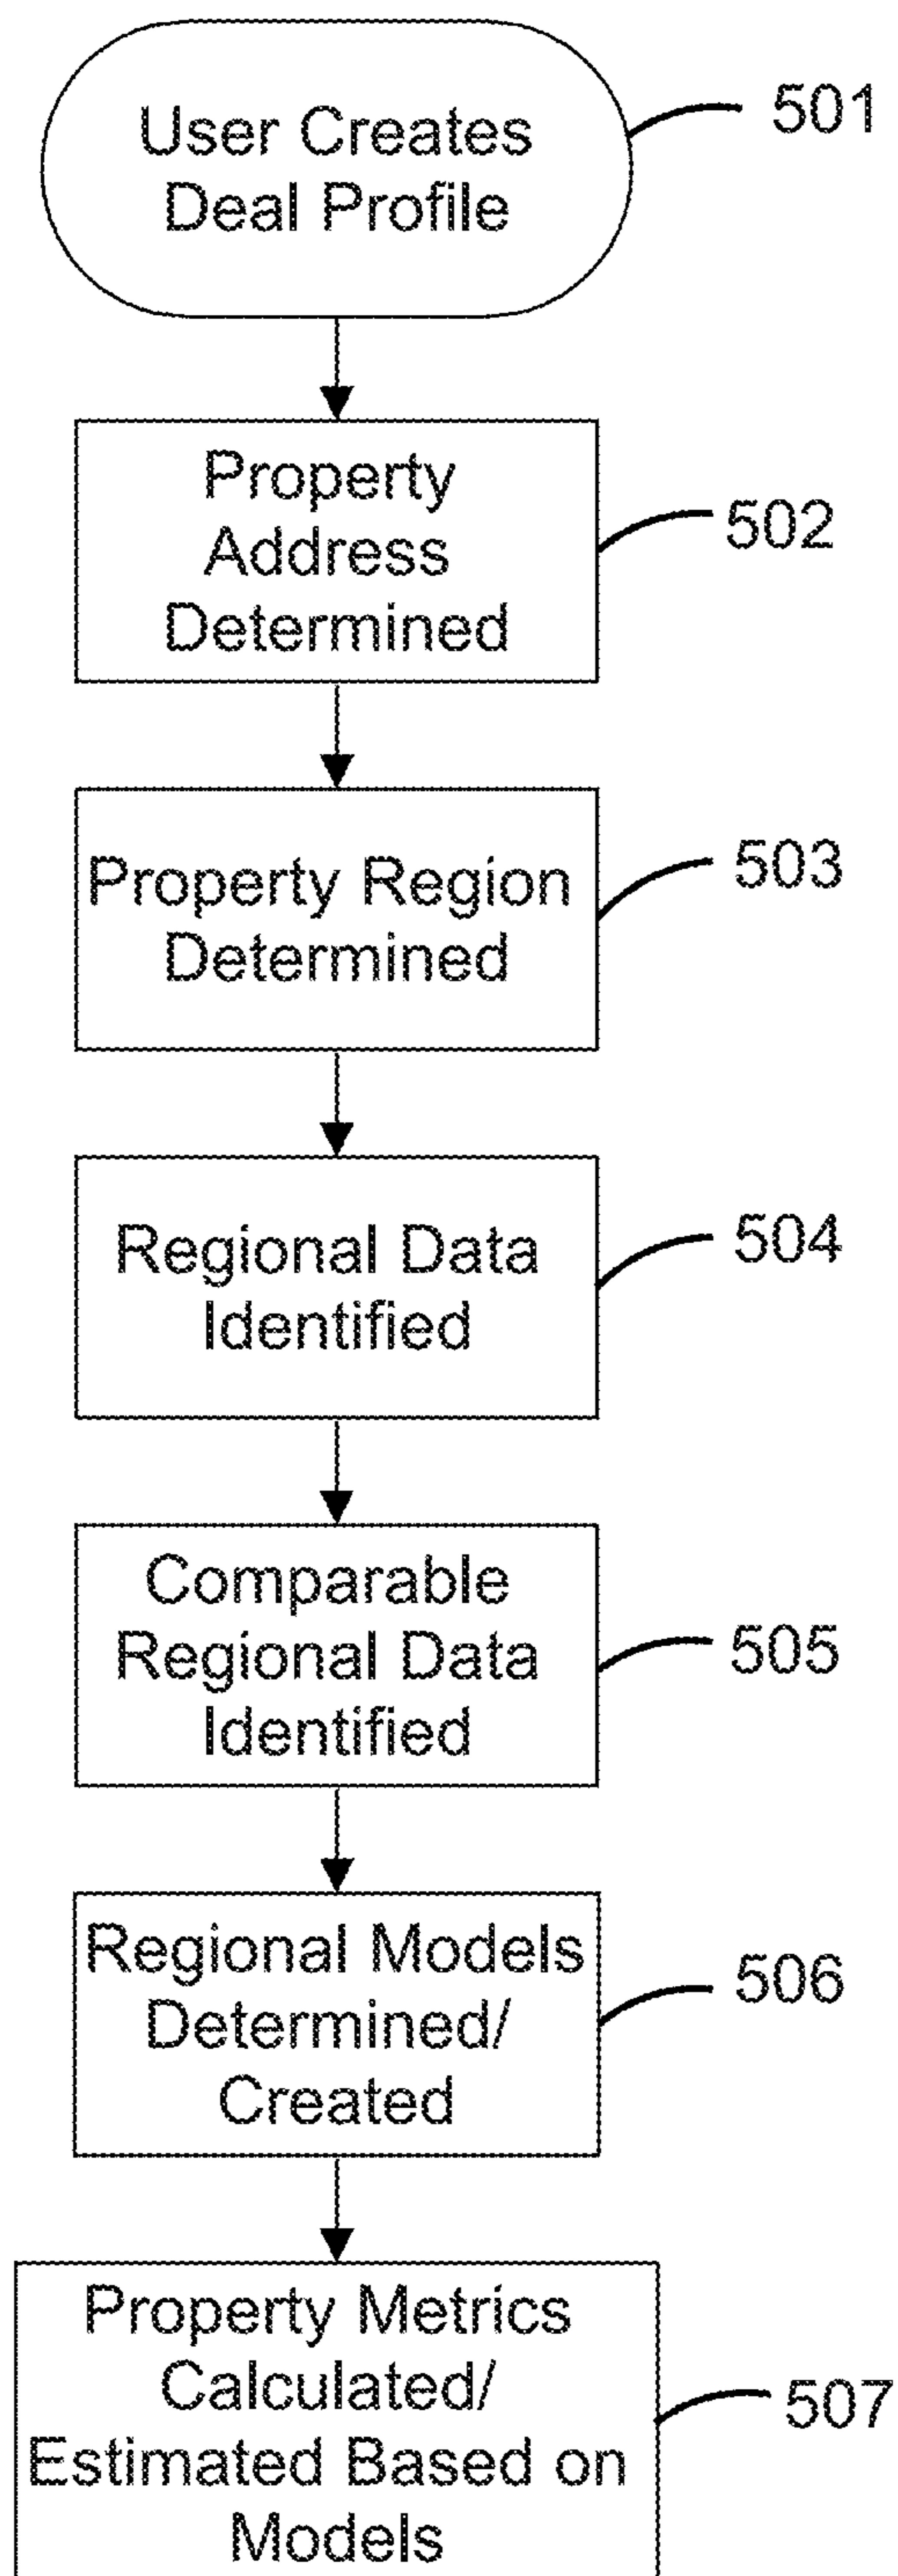 User Creates
Deal Profile
501
Property
Address
Determined
502
Property Region
Determined
503
Regional Data
Identified
504
Comparable
Regional Data
Identified
505
Regional Models
Determined/
Created
506
Property Metrics
Calculated/
Estimated Based on
Models
507